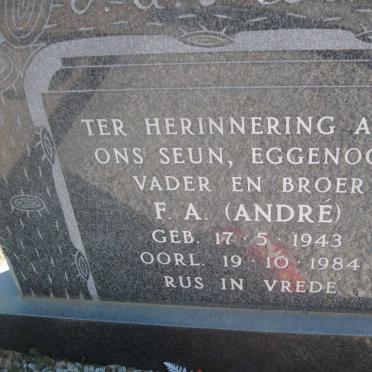 TER HERINNERING
ONS SEUN,
VADER EN BROER
F. A. (ANDRÉ)
GEB. 17·5·1943
OORL. 19·10·1984
RUS IN VREDE